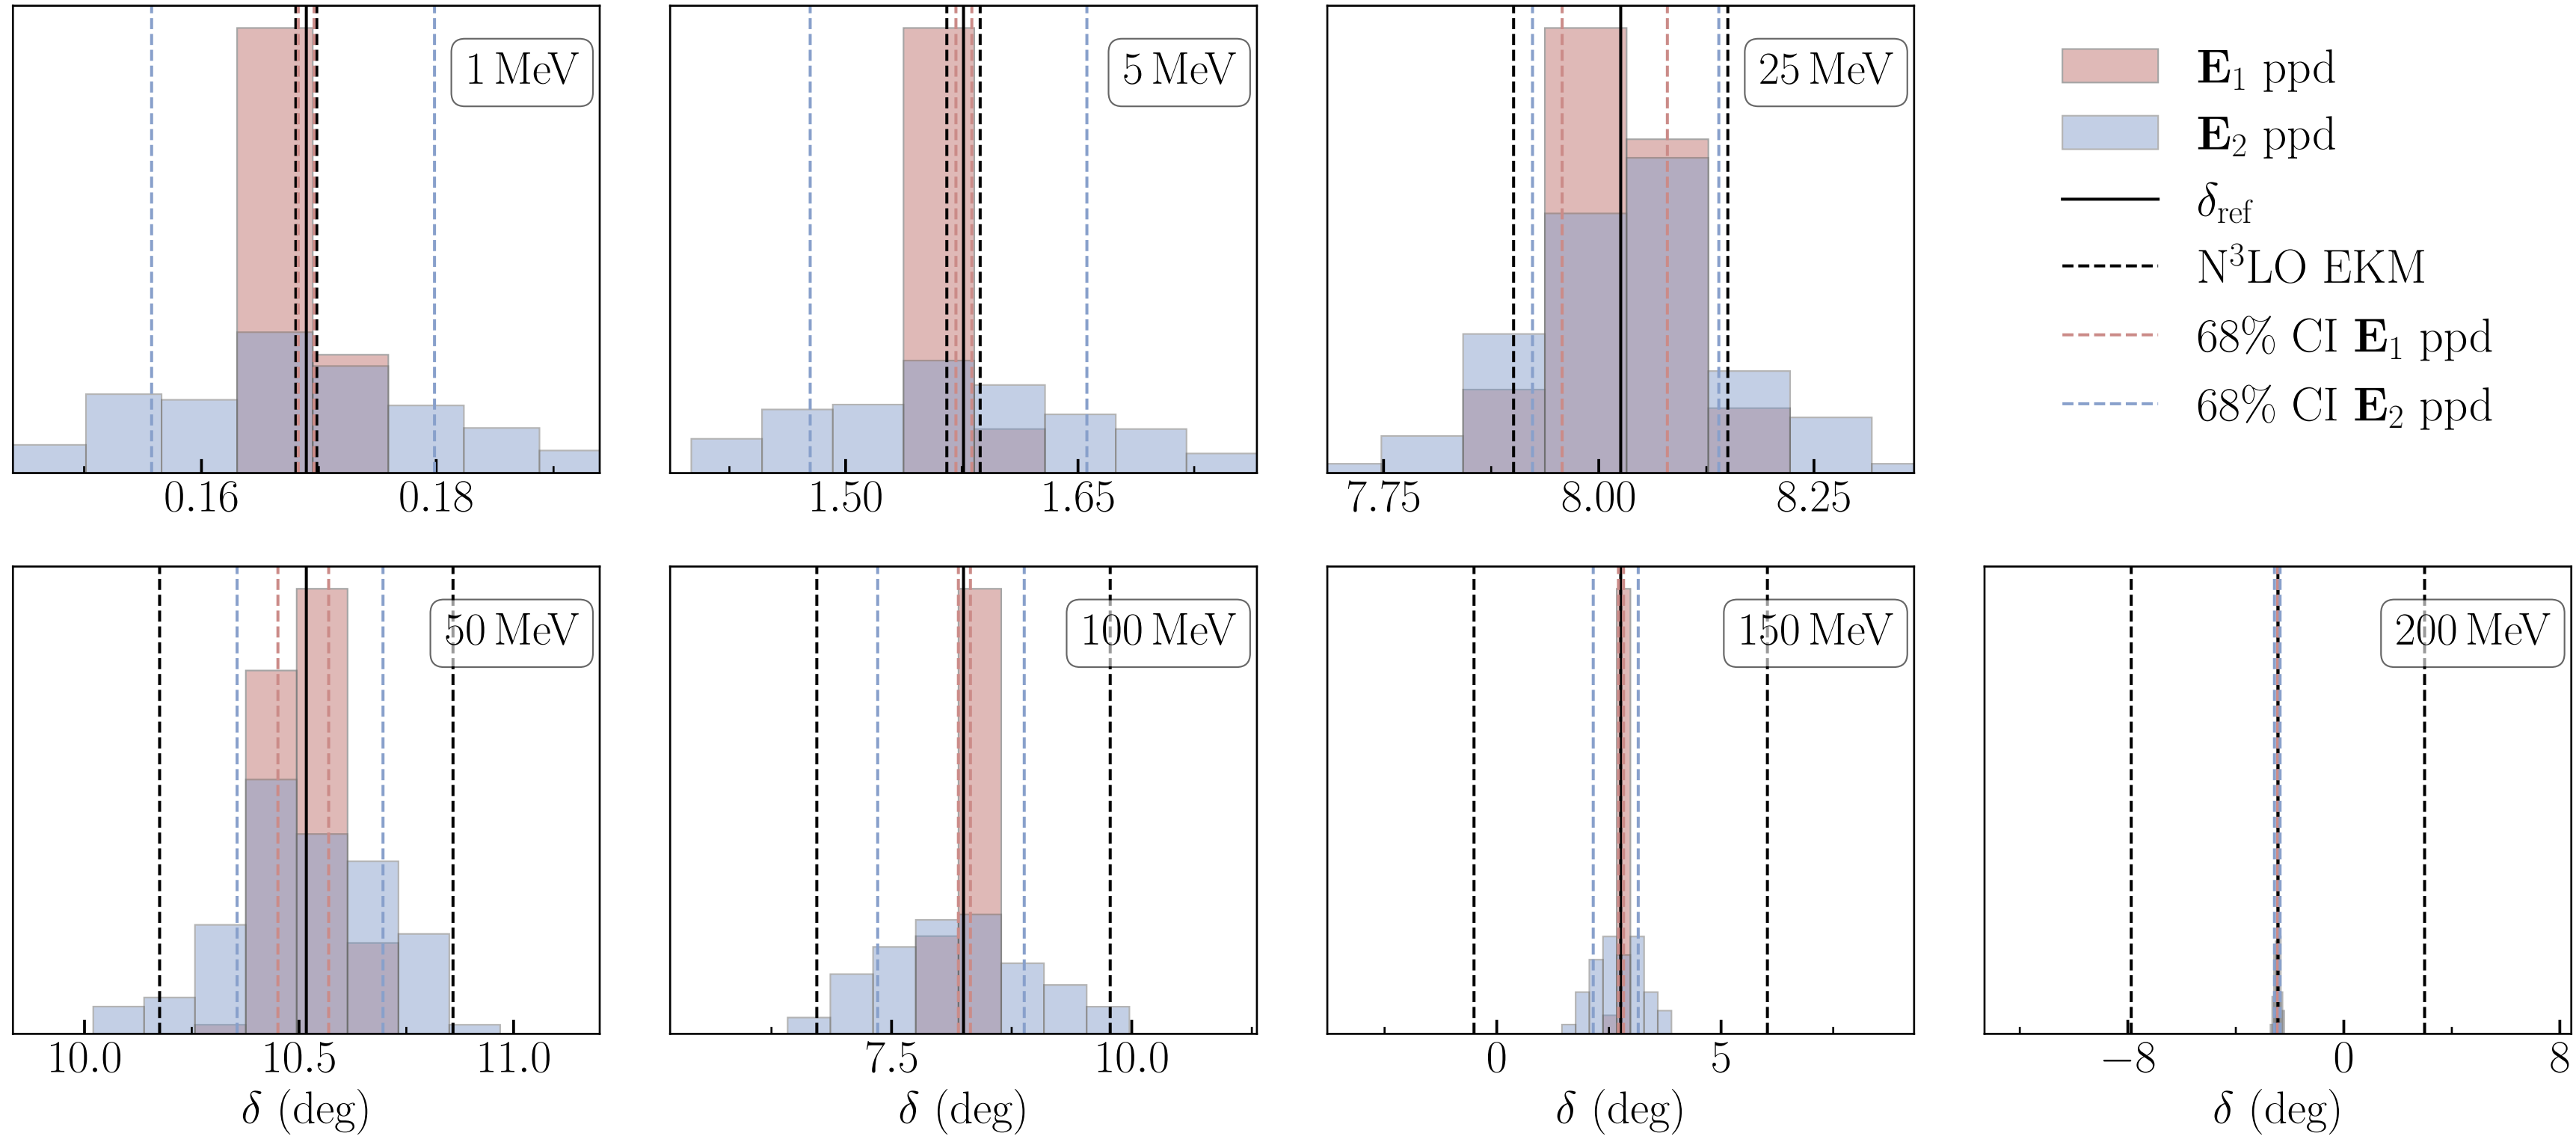 1 MeV
0.16 0.18
5 MeV
1.50 1.65
25 MeV
7.75 8.00 8.25
E₁ ppd
E₂ ppd
δref
N³LO EKM
68% CI E₁ ppd
68% CI E₂ ppd
50 MeV
10.0 10.5 11.0
δ (deg)
100 MeV
7.5 10.0
δ (deg)
150 MeV
0 5
δ (deg)
200 MeV
−8 0 8
δ (deg)